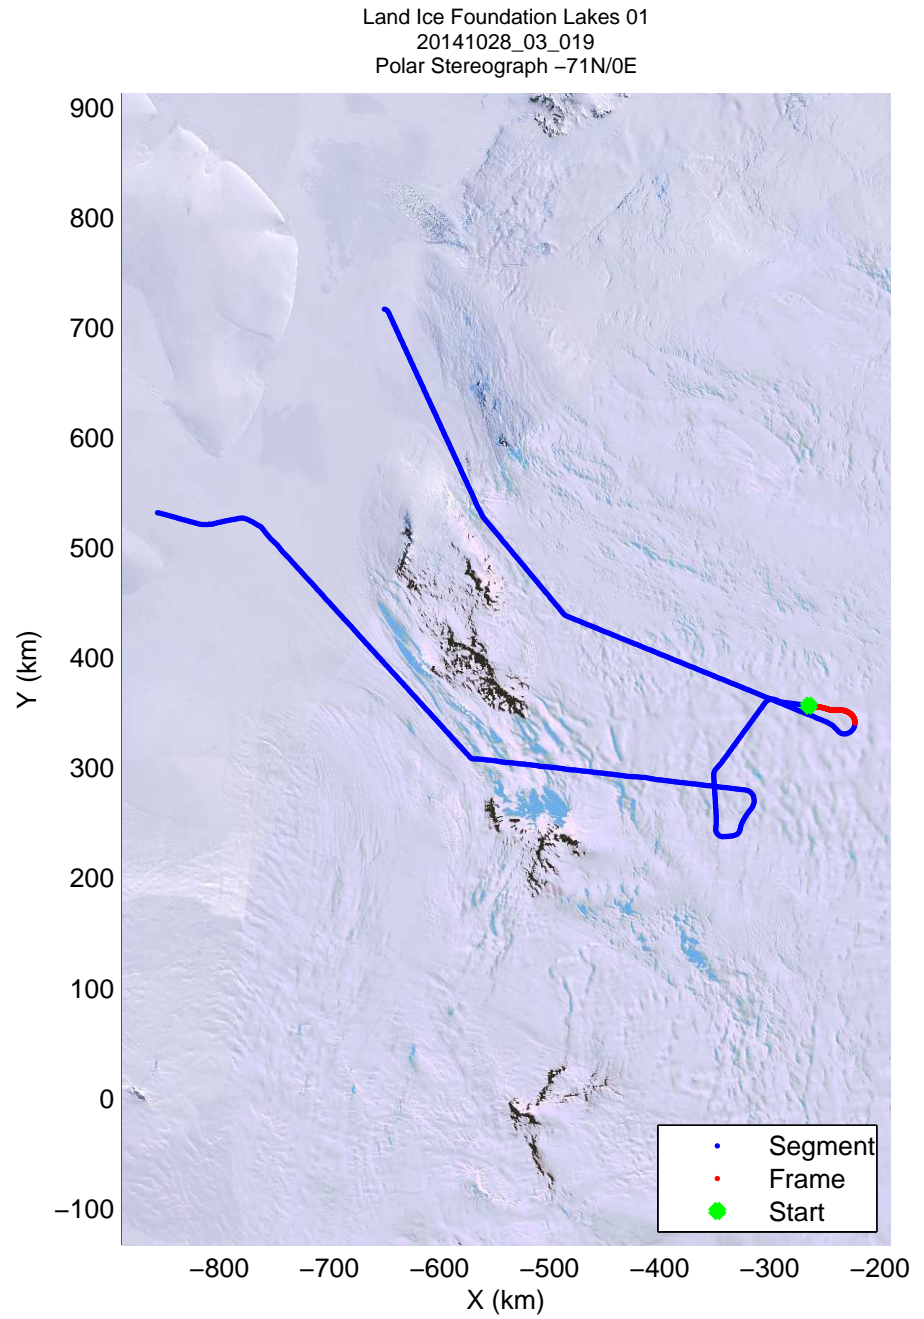 Land Ice Foundation Lakes 01
20141028_03_019
Polar Stereograph −71N/0E
900
800
700
600
500
400
300
200
100
0
−100
Y (km)
−800
−700
−600
−500
−400
−300
−200
X (km)
Segment
Frame
Start